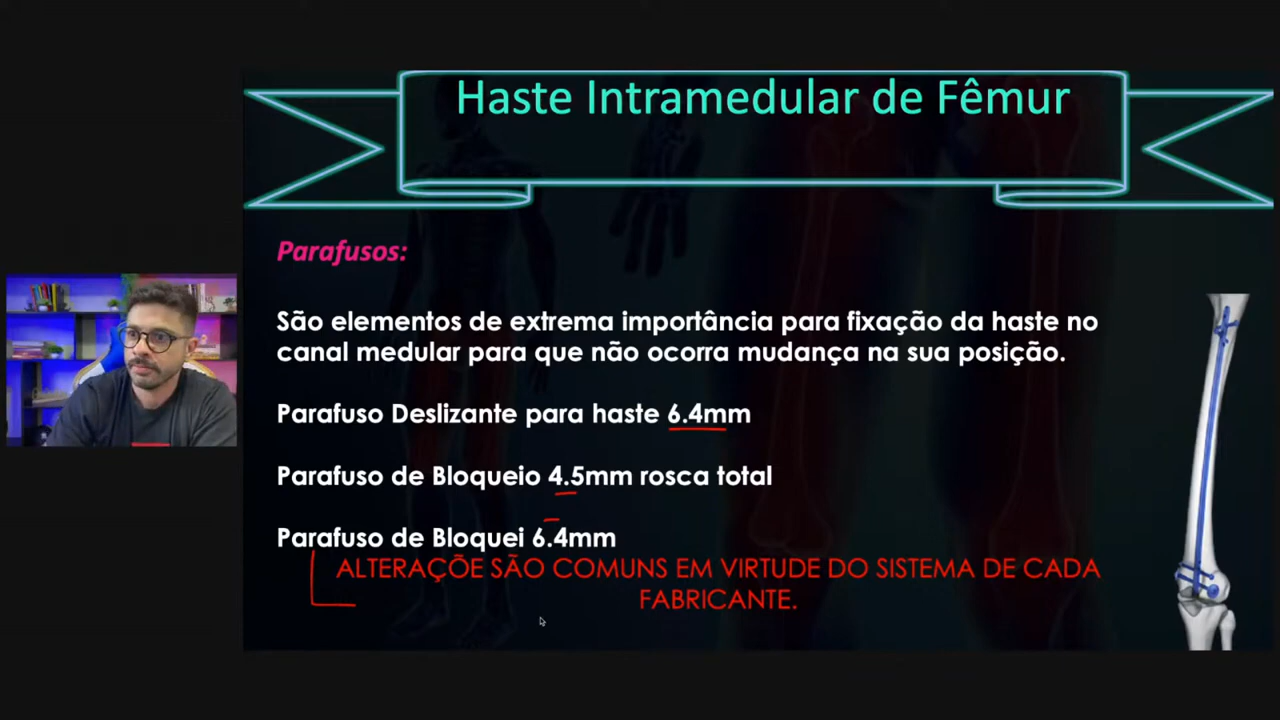 Haste Intramedular de Fêmur
Parafusos:
São elementos de extrema importância para fixação da haste no
canal medular para que não ocorra mudança na sua posição.
Parafuso Deslizante para haste 6.4mm
Parafuso de Bloqueio 4.5mm rosca total
Parafuso de Bloquei 6.4mm
ALTERAÇÕE SÃO COMUNS EM VIRTUDE DO SISTEMA DE CADA
FABRICANTE.